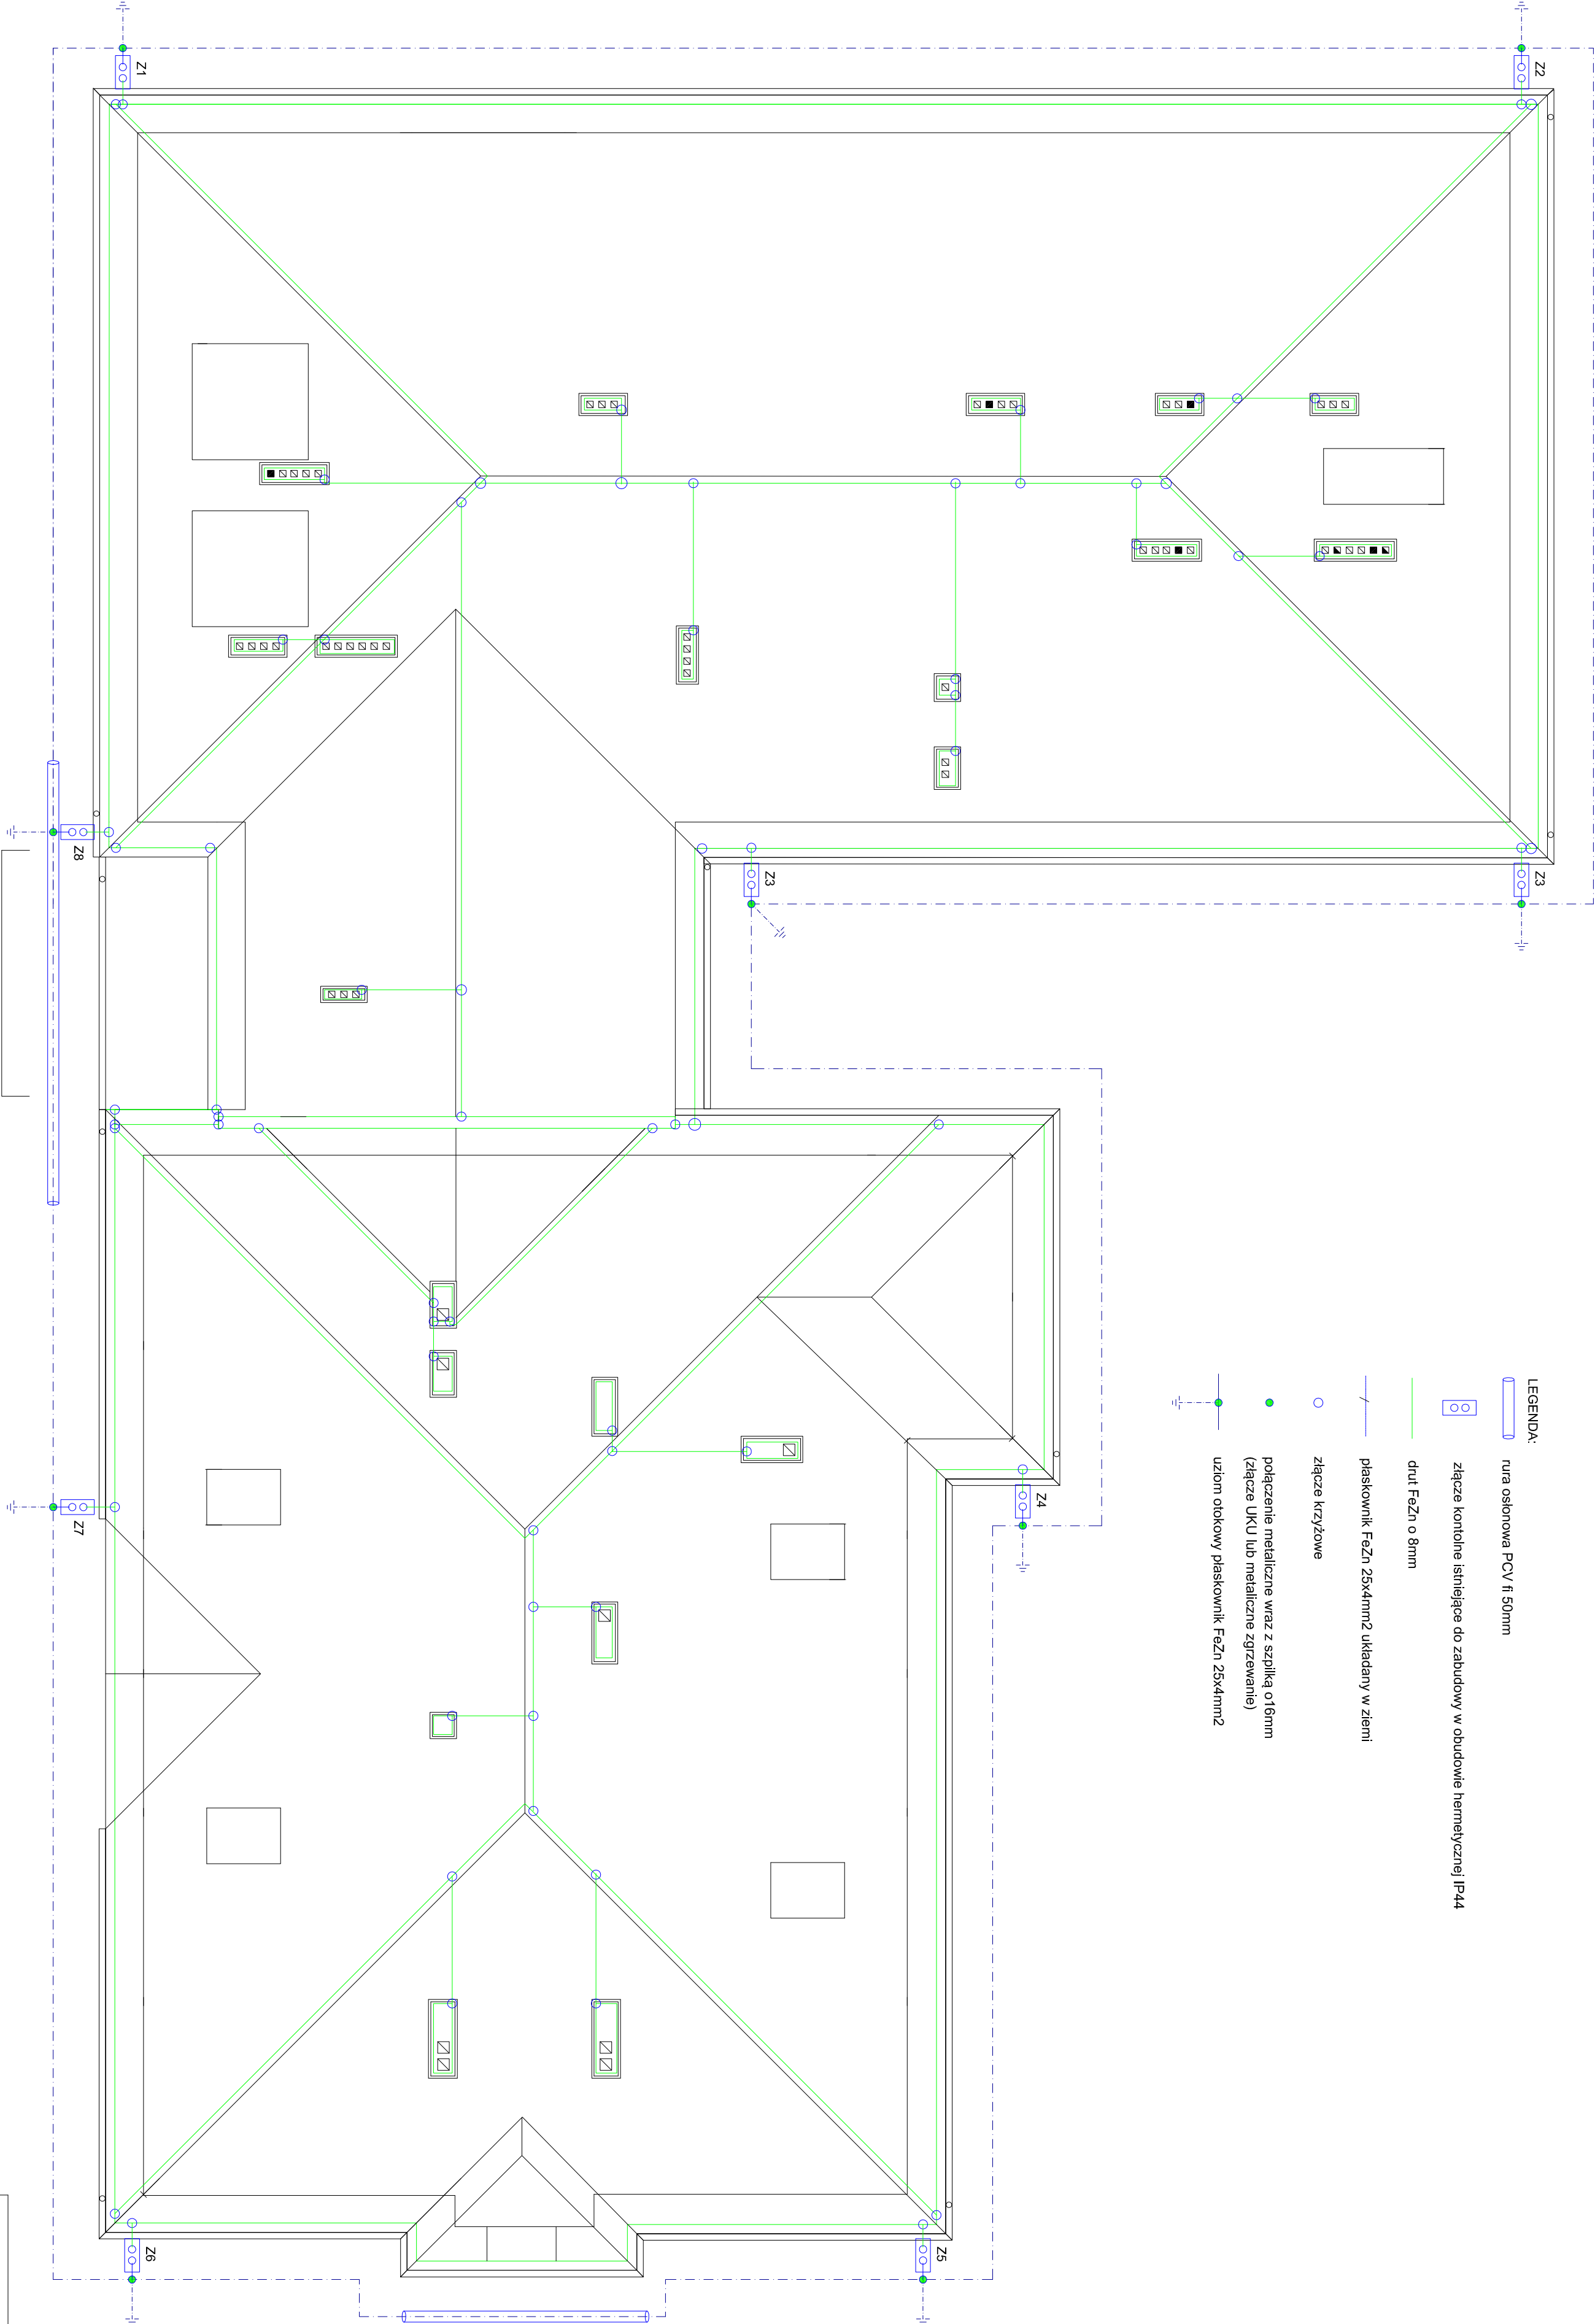 Z1
Z2
Z8
Z3
Z3
LEGENDA:
rura osłonowa PCV fi 50mm
złącze kontolne istniejące do zabudowy w obudowie hermetycznej IP44
drut FeZn o 8mm
płaskownik FeZn 25x4mm2 układany w ziemi
złącze krzyżowe
połączenie metaliczne wraz z szpilką o16mm
(złącze UKU lub metaliczne zgrzewanie)
uziom otokowy płaskownik FeZn 25x4mm2
Z4
Z7
Z6
Z5